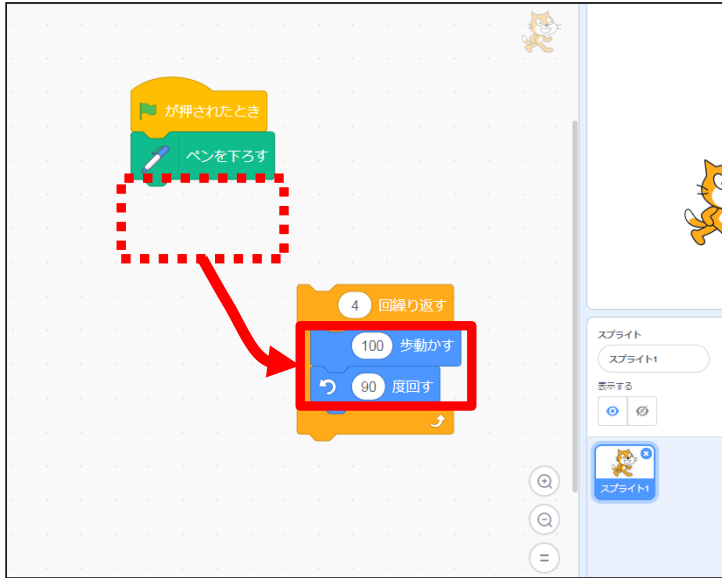 が押されたとき
ペンを下ろす
4 回繰り返す
100 歩動かす
90 度回す
スプライト
スプライト1
表示する
スプライト1